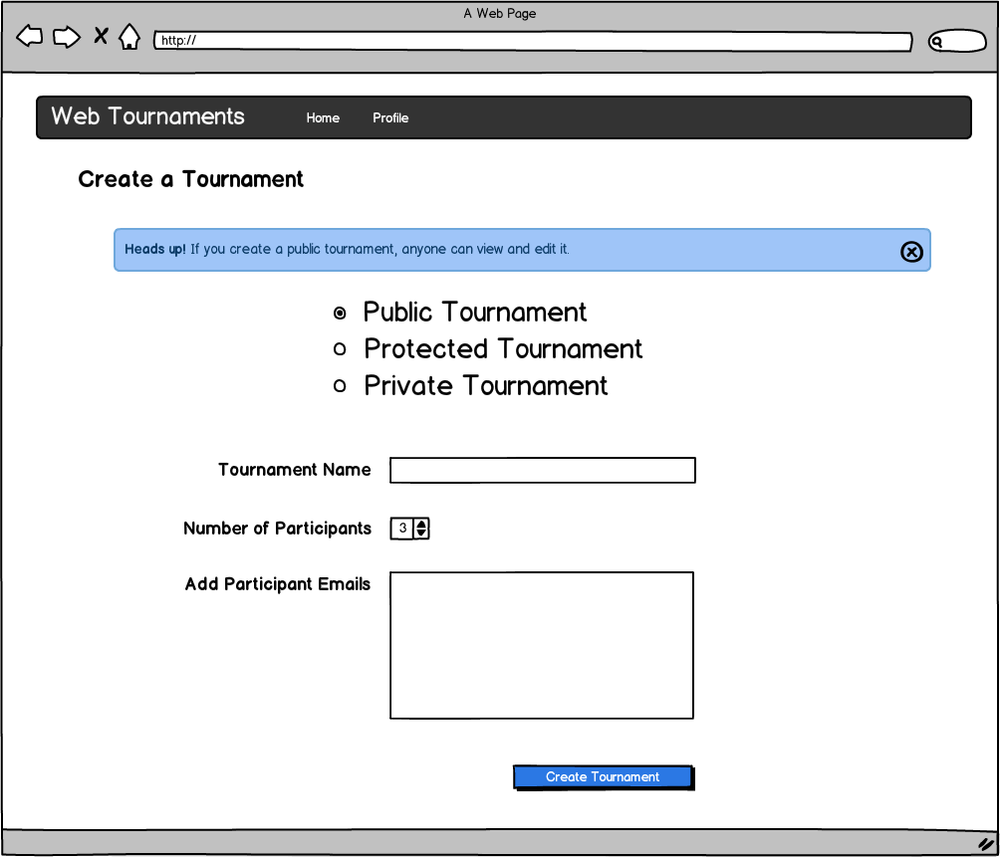 A Web Page
http://
Web Tournaments Home Profile
Create a Tournament
Heads up! If you create a public tournament, anyone can view and edit it.
Public Tournament
Protected Tournament
Private Tournament
Tournament Name
Number of Participants 3
Add Participant Emails
Create Tournament